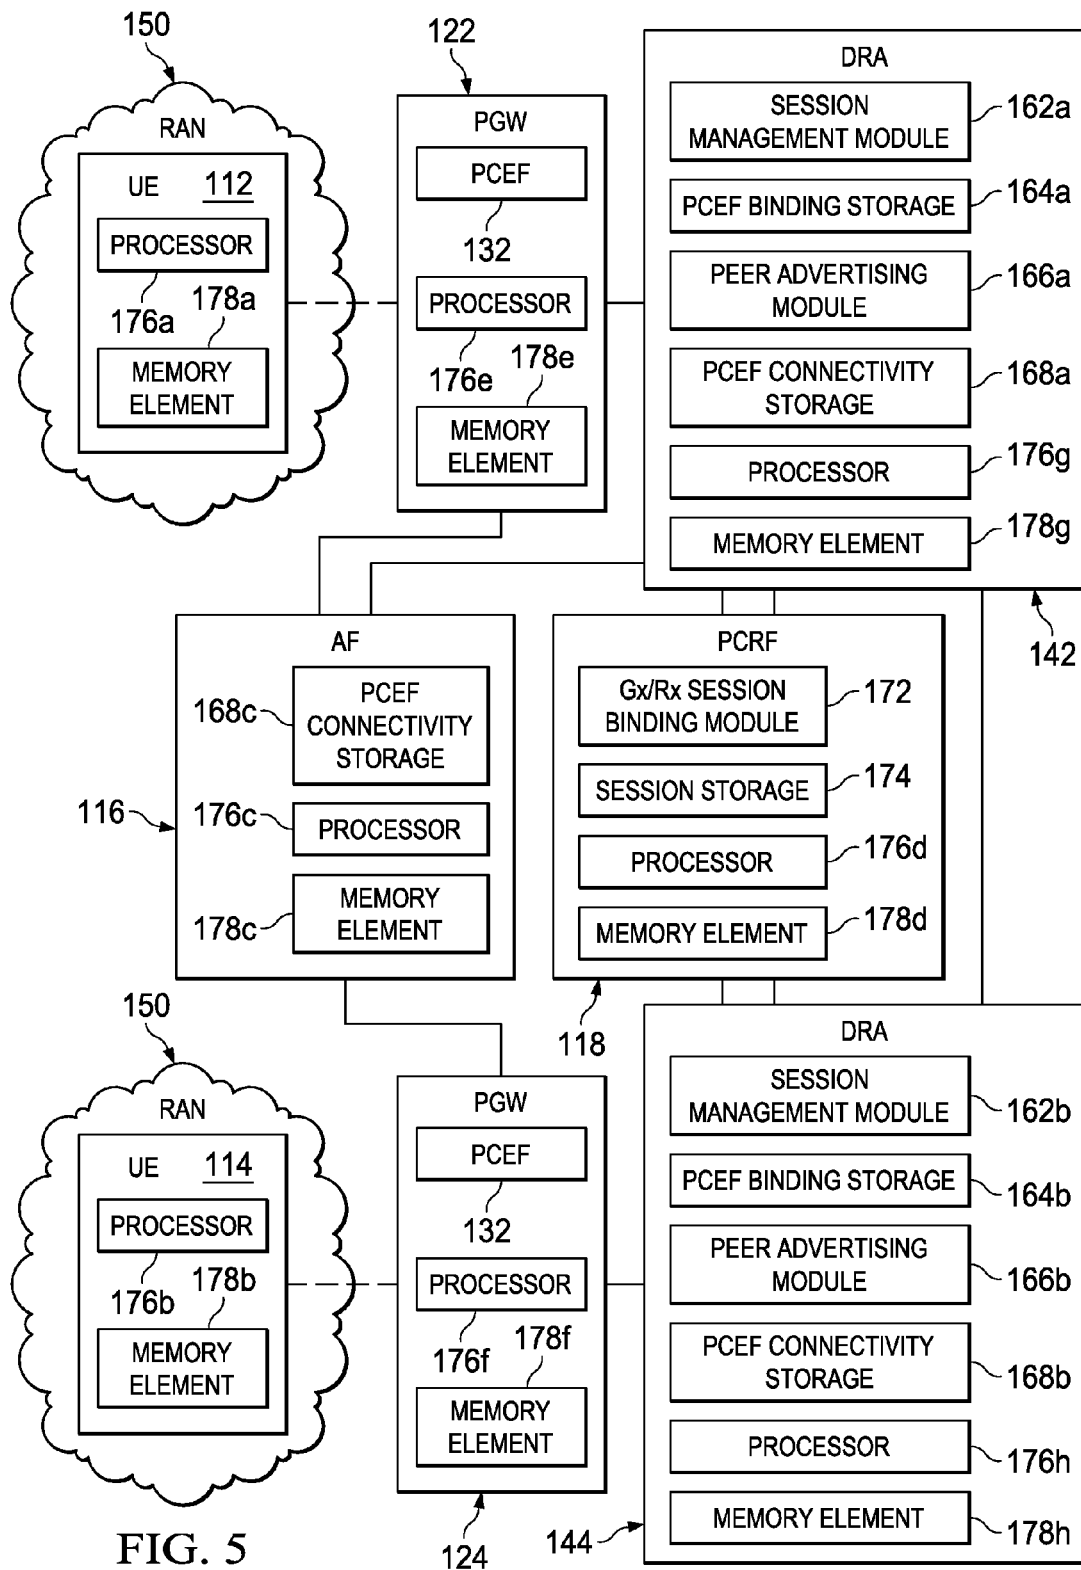 150
RAN
UE 112
PROCESSOR
176a
178a
MEMORY
ELEMENT
122
PGW
PCEF
132
PROCESSOR
176e
178e
MEMORY
ELEMENT
DRA
SESSION
MANAGEMENT MODULE
162a
PCEF BINDING STORAGE
164a
PEER ADVERTISING
MODULE
166a
PCEF CONNECTIVITY
STORAGE
168a
PROCESSOR
176g
MEMORY ELEMENT
178g
142
AF
PCEF
CONNECTIVITY
STORAGE
168c
116
176c
PROCESSOR
178c
MEMORY
ELEMENT
PCRF
Gx/Rx SESSION
BINDING MODULE
172
SESSION STORAGE
174
PROCESSOR
176d
MEMORY ELEMENT
178d
118
150
RAN
UE 114
PROCESSOR
176b
178b
MEMORY
ELEMENT
PGW
PCEF
132
PROCESSOR
176f
178f
MEMORY
ELEMENT
124
DRA
SESSION
MANAGEMENT MODULE
162b
PCEF BINDING STORAGE
164b
PEER ADVERTISING
MODULE
166b
PCEF CONNECTIVITY
STORAGE
168b
PROCESSOR
176h
MEMORY ELEMENT
178h
144
FIG. 5